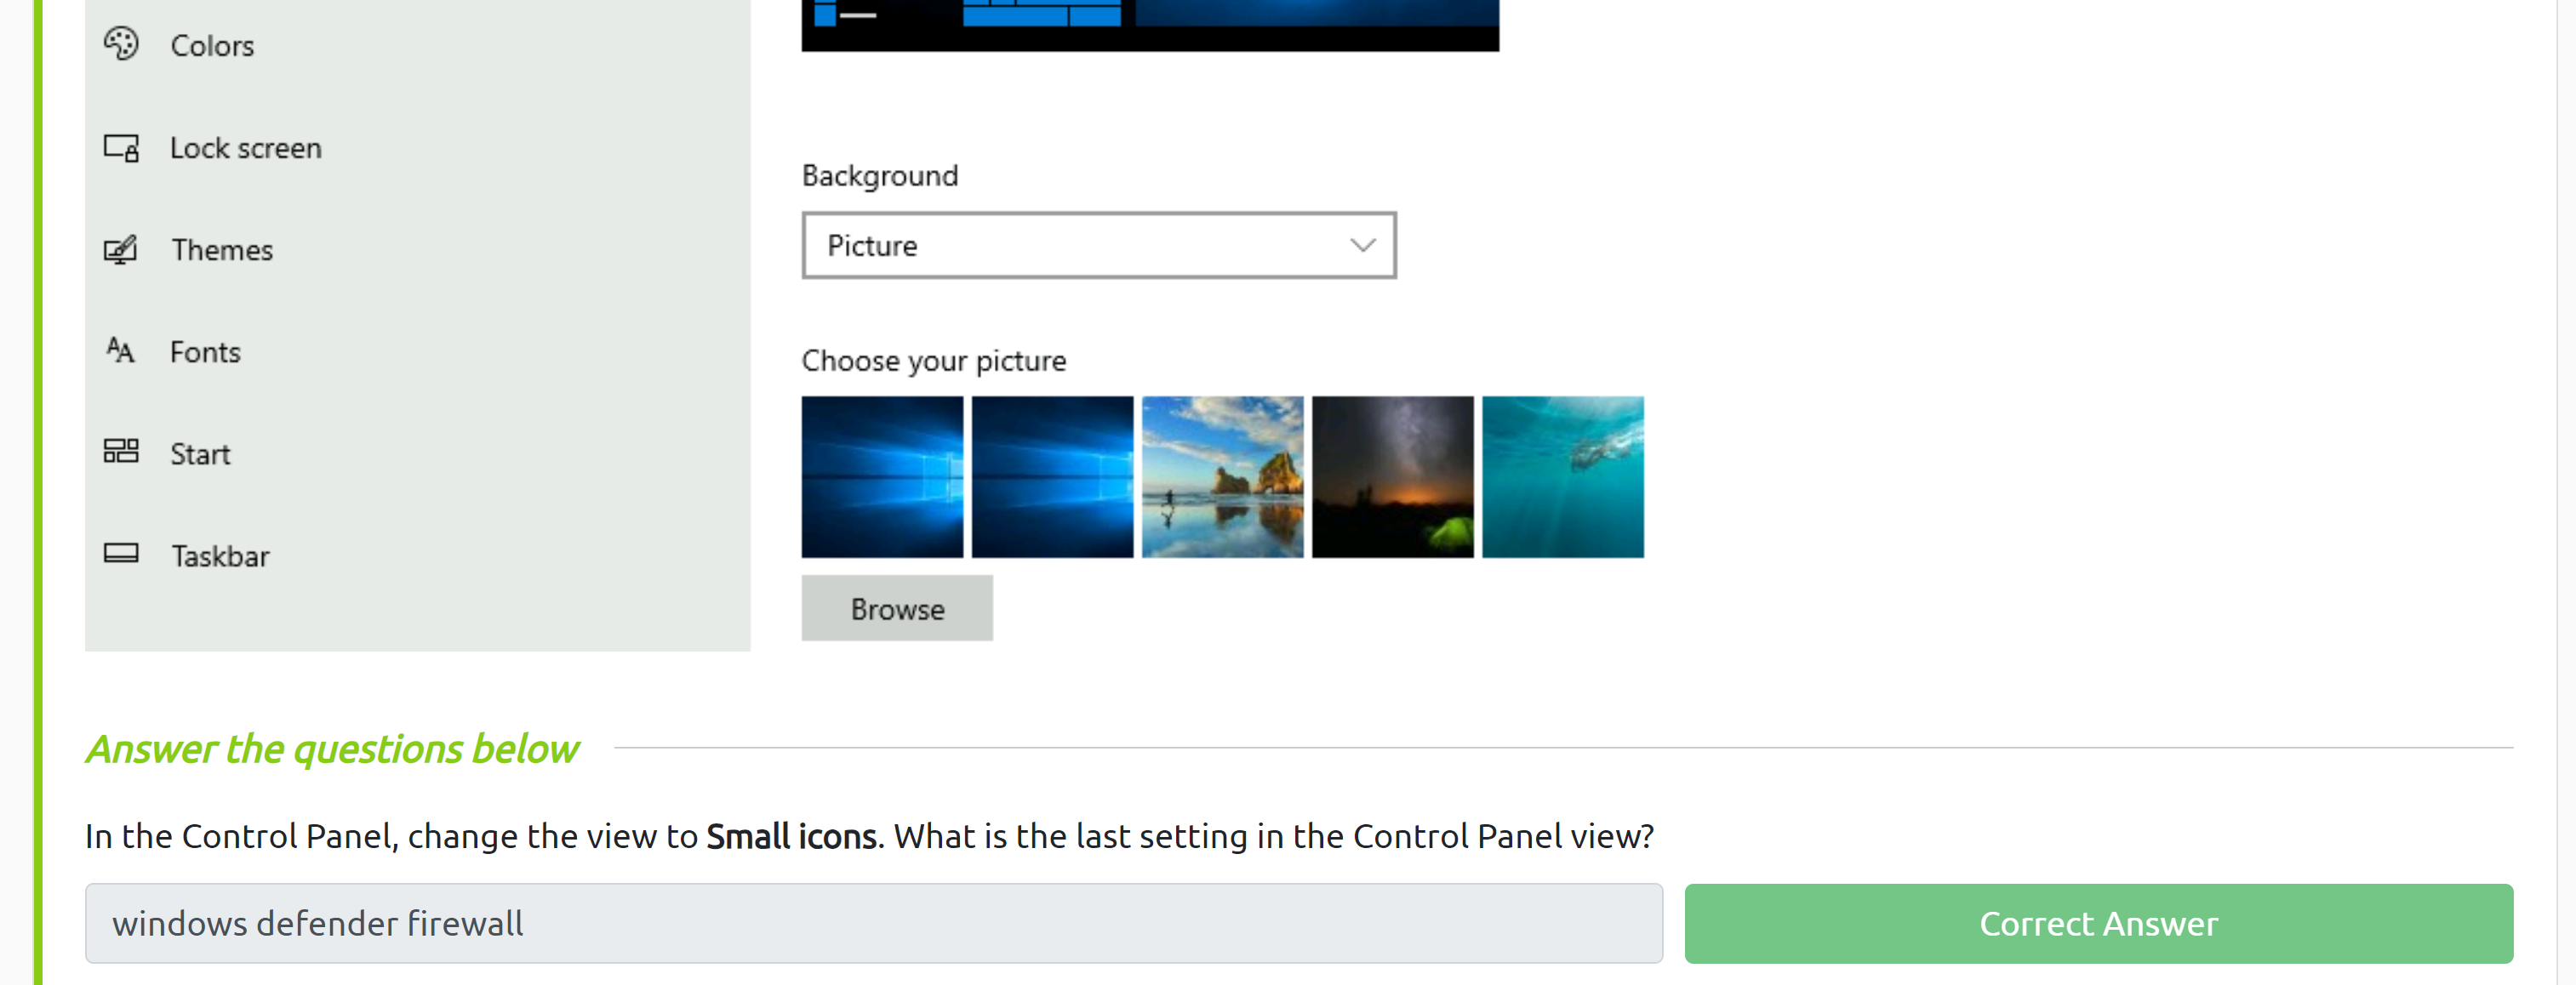 Colors
Lock screen
Themes
Fonts
Start
Taskbar
Background
Picture
Choose your picture
Browse
Answer the questions below
In the Control Panel, change the view to Small icons. What is the last setting in the Control Panel view?
windows defender firewall
Correct Answer